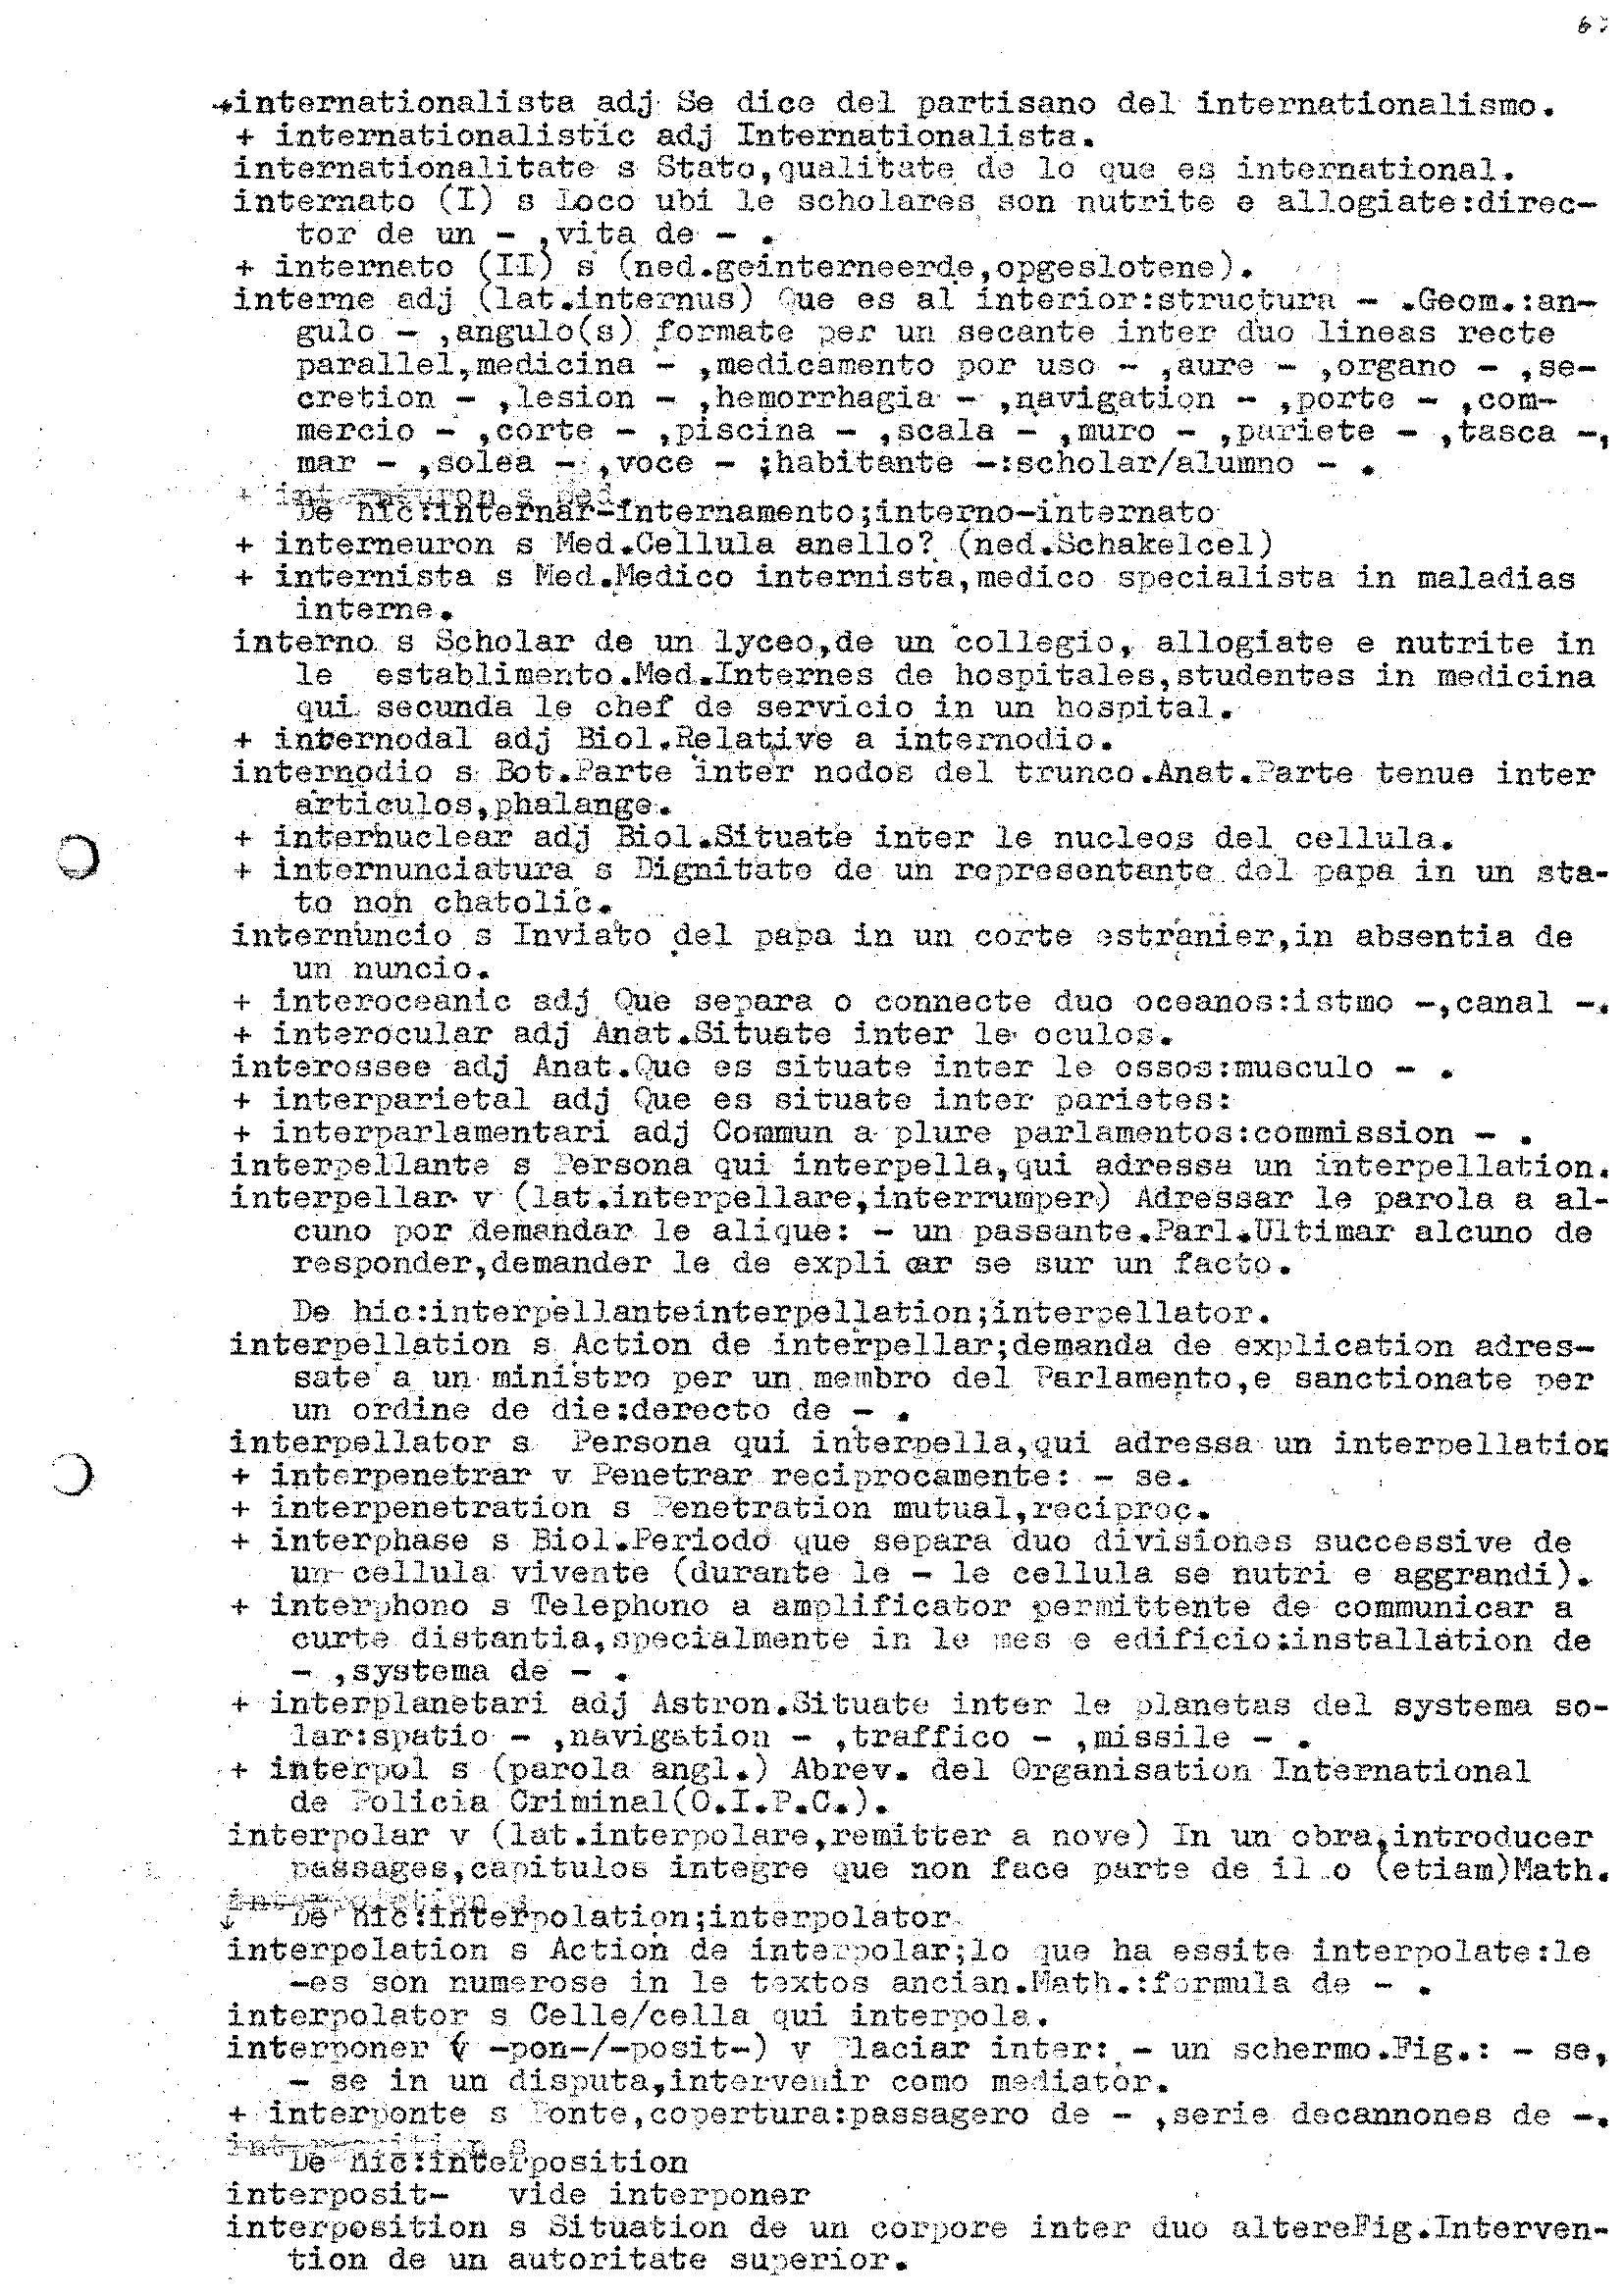 +internationalista adj Se dice del partisano del internationalismo.
+ internationalistic adj Internationalista.
internationalitate s Stato,qualitate de lo que es international.
internato (I) s Loco ubi le scholares son nutrite e allogiate:direc-
tor de un - ,vita de - .
+ internato (II) s (ned.geinterneerde,opgeslotene).
interne adj (lat.internus) Que es al interior:structura - .Geom.:an-
gulo - ,angulo(s) formate per un secante inter duo lineas recte
parallel,medicina - ,medicamento por uso - ,aure - ,organo - ,se-
cretion - ,lesion - ,hemorrhagia - ,navigation - ,porto - ,com-
mercio - ,corte - ,piscina - ,scala - ,muro - ,pariete - ,tasca -,
mar - ,solea - ,voce - ;habitante -:scholar/alumno - .
De hic:internar-internamento;interno-internato
+ interneuron s Med.Cellula anello? (ned.Schakelcel)
+ internista s Med.Medico internista,medico specialista in maladias
interne.
interno s Scholar de un lyceo,de un collegio, allogiate e nutrite in
le establimento.Med.Internes de hospitales,studentes in medicina
qui secunda le chef de servicio in un hospital.
+ internodal adj Biol.Relative a internodio.
internodio s Bot.Parte inter nodos del trunco.Anat.Parte tenue inter
articulos,phalange.
+ internuclear adj Biol.Situate inter le nucleos del cellula.
+ internunciatura s Dignitate de un representante del papa in un sta-
to non chatolic.
internuncio s Inviato del papa in un corte estranier,in absentia de
un nuncio.
+ interoceanic adj Que separa o connecte duo oceanos:istmo -,canal -.
+ interocular adj Anat.Situate inter le oculos.
interossee adj Anat.Que es situate inter le ossos:musculo - .
+ interparietal adj Que es situate inter parietes:
+ interparlamentari adj Commun a plure parlamentos:commission - .
interpellante s Persona qui interpella,qui adressa un interpellation.
interpellar v (lat.interpellare,interrumper) Adressar le parola a al-
cuno por demandar le alique: - un passante.Parl.Ultimar alcuno de
responder,demander le de expli car se sur un facto.
De hic:interpellanteinterpellation;interpellator.
interpellation s Action de interpellar;demanda de explication adres-
sate a un ministro per un membro del Parlamento,e sanctionate per
un ordine de die:derecto de - .
interpellator s Persona qui interpella,qui adressa un interpellation
+ interpenetrar v Penetrar reciprocamente: - se.
+ interpenetration s Penetration mutual,reciproc.
+ interphase s Biol.Periodo que separa duo divisiones successive de
un cellula vivente (durante le - le cellula se nutri e aggrandi).
+ interphono s Telephono a amplificator permittente de communicar a
curte distantia,specialmente in le mes e edificio:installation de
- ,systema de - .
+ interplanetari adj Astron.Situate inter le planetas del systema so-
lar:spatio - ,navigation - ,traffico - ,missile - .
+ interpol s (parola angl.) Abrev. del Organisation International
de Policia Criminal(O.I.P.C.).
interpolar v (lat.interpolare,remitter a nove) In un obra,introducer
passages,capitulos integre que non face parte de il o (etiam)Math.
De hic:interpolation;interpolator
interpolation s Action de interpolar;lo que ha essite interpolate:le
-es son numerose in le textos ancian.Math.:formula de - .
interpolator s Celle/cella qui interpola.
interponer ( -pon-/-posit-) v Placiar inter: - un schermo.Fig.: - se,
- se in un disputa,intervenir como mediator.
+ interponte s Ponte,copertura:passagero de - ,serie decannones de -.
De hic:interposition
interposit- vide interponer
interposition s Situation de un corpore inter duo altereFig.Interven-
tion de un autoritate superior.